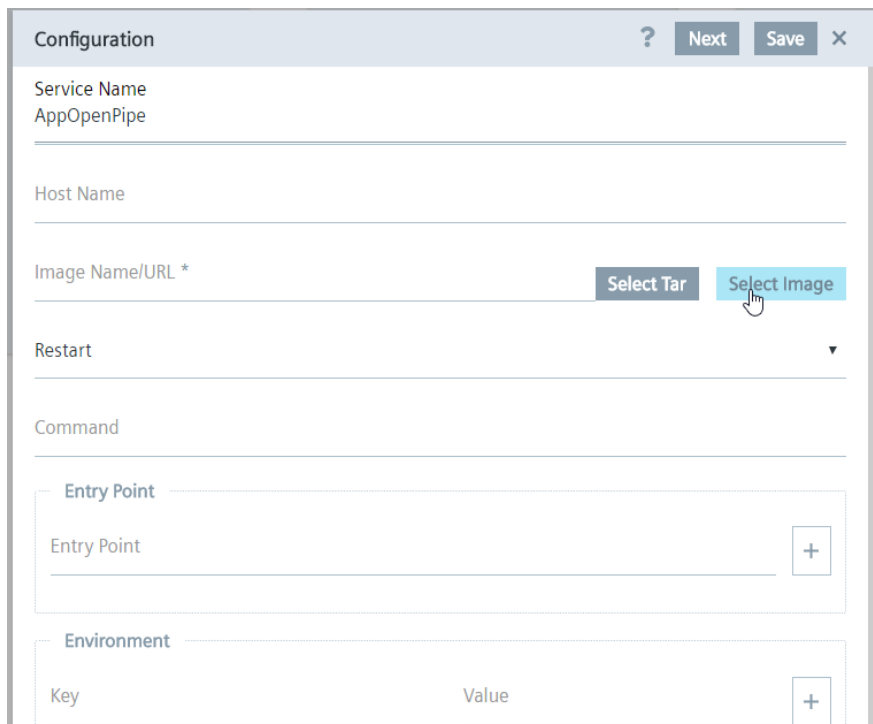 Configuration ? Next Save ×
Service Name
AppOpenPipe
Host Name
Image Name/URL *
Select Tar Select Image
Restart ▼
Command
Entry Point
Entry Point +
Environment
Key Value +